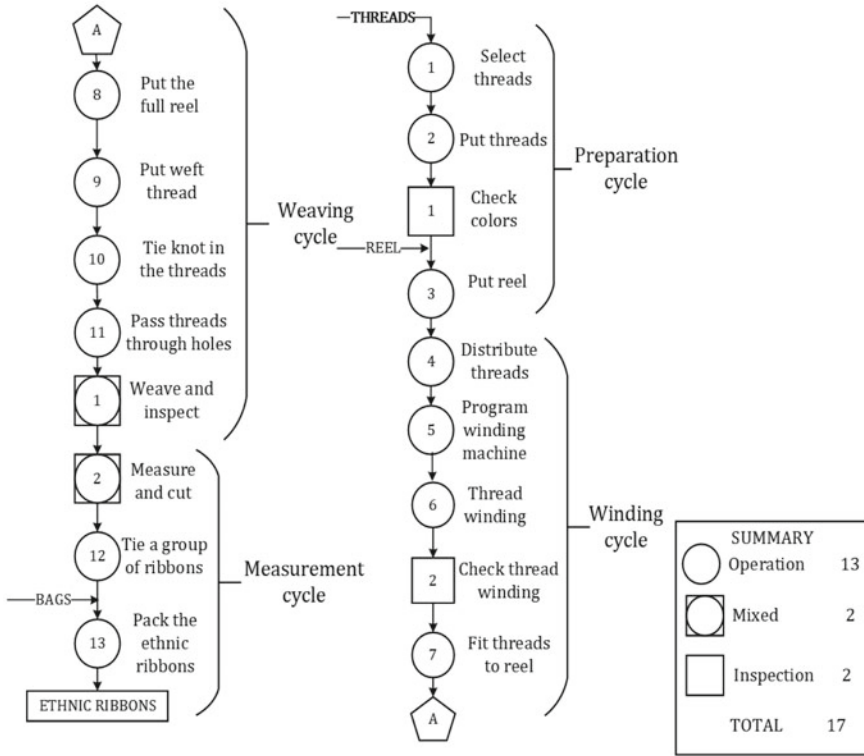 A
8
Put the
full reel
9
Put weft
thread
10
Tie knot in
the threads
11
Pass threads
through holes
1
Weave and
inspect
Weaving
cycle
2
Measure
and cut
12
Tie a group
of ribbons
BAGS
13
Pack the
ethnic
ribbons
ETHNIC RIBBONS
Measurement
cycle
THREADS
1
Select
threads
2
Put threads
1
Check
colors
REEL
3
Put reel
Preparation
cycle
4
Distribute
threads
5
Program
winding
machine
6
Thread
winding
2
Check thread
winding
7
Fit threads
to reel
A
Winding
cycle
SUMMARY
Operation 13
Mixed 2
Inspection 2
TOTAL 17